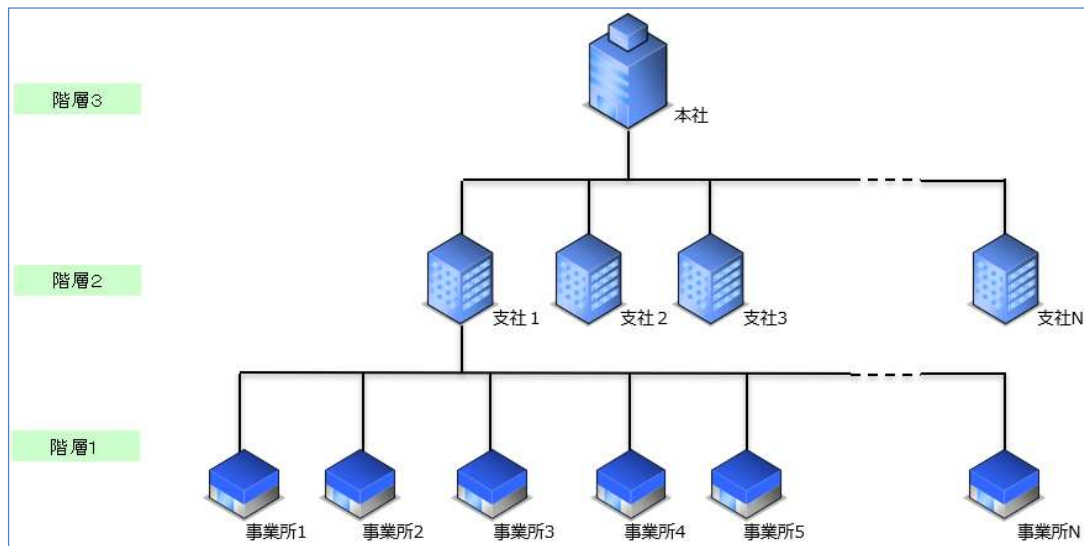 階層3
本社
階層2
支社1
支社2
支社3
支社N
階層1
事業所1
事業所2
事業所3
事業所4
事業所5
事業所N